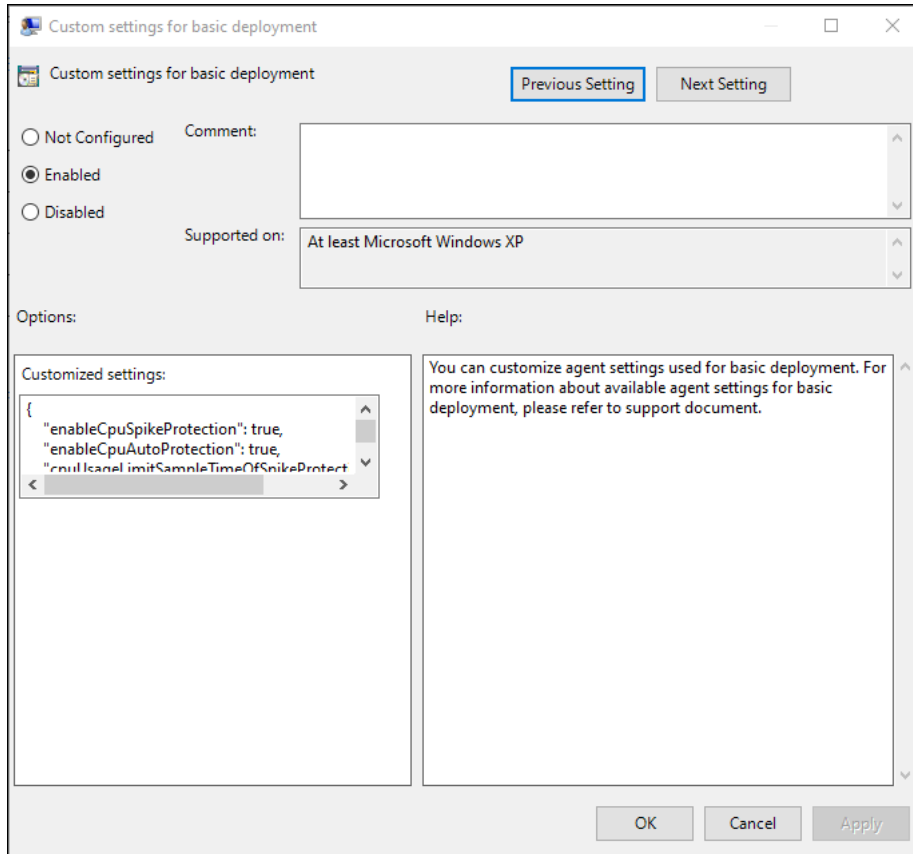 Custom settings for basic deployment
Custom settings for basic deployment
Previous Setting
Next Setting
Not Configured
Enabled
Disabled
Comment:
Supported on:
At least Microsoft Windows XP
Options:
Help:
Customized settings:
{
"enableCpuSpikeProtection": true,
"enableCpuAutoProtection": true,
"cpuUsageLimitSampleTimeOfSpikeProtect
You can customize agent settings used for basic deployment. For
more information about available agent settings for basic
deployment, please refer to support document.
OK
Cancel
Apply